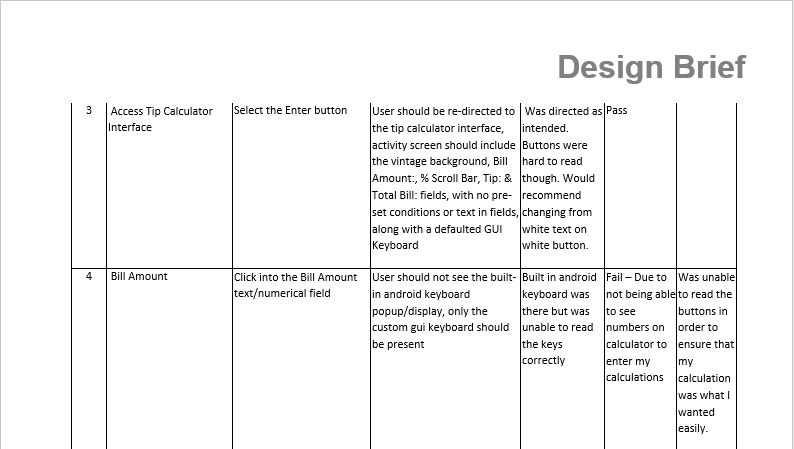 Design Brief
3
Access Tip Calculator
Interface
Select the Enter button
User should be re-directed to
the tip calculator interface,
activity screen should include
the vintage background, Bill
Amount:, % Scroll Bar, Tip: &
Total Bill: fields, with no pre-
set conditions or text in fields,
along with a defaulted GUI
Keyboard
Was directed as
intended.
Buttons were
hard to read
though. Would
recommend
changing from
white text on
white button.
Pass
4
Bill Amount
Click into the Bill Amount
text/numerical field
User should not see the built-
in android keyboard
popup/display, only the
custom gui keyboard should
be present
Built in android
keyboard was
there but was
unable to read
the keys
correctly
Fail – Due to
not being able
to see
numbers on
calculator to
enter my
calculations
Was unable
to read the
buttons in
order to
ensure that
my
calculation
was what I
wanted
easily.